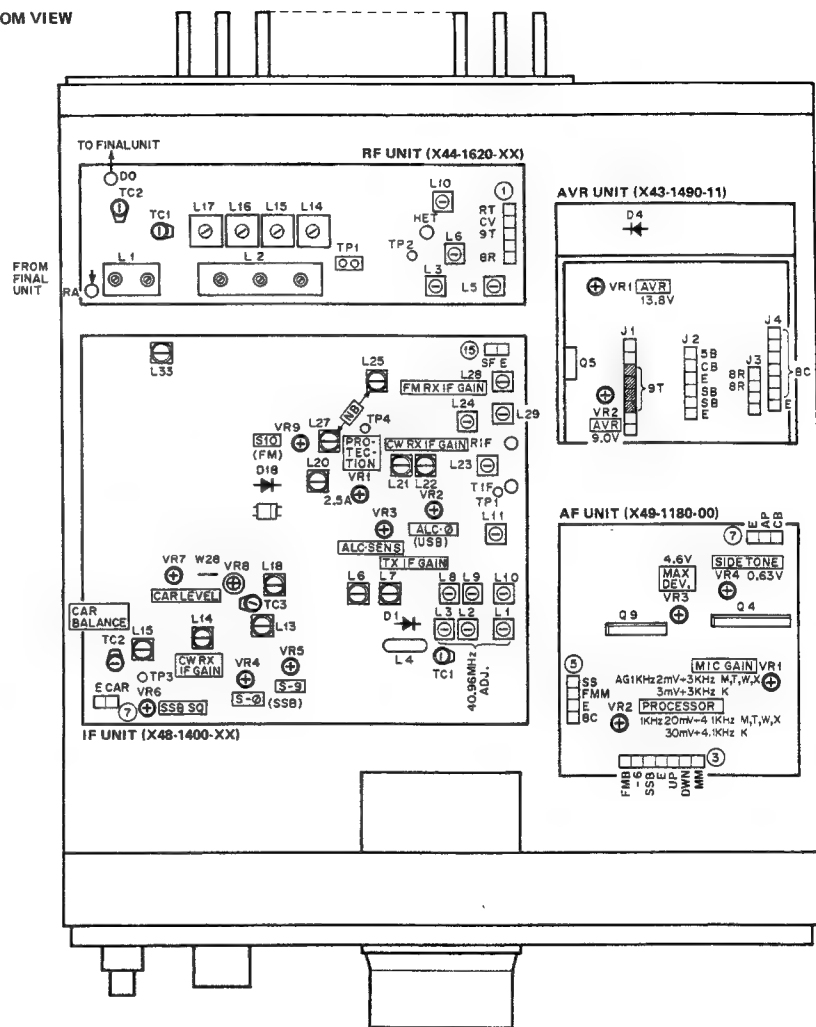 OM VIEW
TO FINALUNIT
RF UNIT (X44-1620-XX)
DO
TC2
TC1
L17
L16
L15
L14
L10
1
RT
CV
9T
8R
HET
TP2
L6
TP1
L1
L2
L3
L5
FROM
FINAL
UNIT
RA
AVR UNIT (X43-1490-11)
D4
VR1
AVR
13.8V
J1
J2
J3
J4
Q5
9T
5B
CB
E
SB
SB
E
8R
8R
8C
E
VR2
AVR
9.0V
L33
L25
15
SF E
L28
FM RX IF GAIN
L29
L24
NB
TP4
L27
VR9
S10
(FM)
PRO-
TEC-
TION
CW RX IF GAIN
RIF
D18
L20
L21
L22
L23
VR1
2.5A
VR2
TIF
TP1
VR3
ALC-Ø
(USB)
L11
ALC-SENS
TX IF GAIN
VR7
W28
VR8
L18
CAR LEVEL
TC3
L6
L7
L8
L9
L10
CAR
BALANCE
TC2
L15
L14
L13
D1
L3
L2
L1
CW RX
IF GAIN
L4
TC1
40.96MHz
ADJ.
TP3
VR4
VR5
E CAR
S-Ø
S-9
(SSB)
7
VR6
SSB SQ
IF UNIT (X48-1400-XX)
AF UNIT (X49-1180-00)
7
E
AP
CB
4.6V
MAX
DEV.
VR3
SIDE TONE
VR4
0.63V
Q9
Q4
5
SS
FMM
E
8C
MIC GAIN
VR1
AG1KHz2mV→3KHz M,T,W,X
3mV→3KHz K
VR2
PROCESSOR
1KHz20mV→4.1KHz M,T,W,X
30mV→4.1KHz K
3
FMB
-6
SSB
E
UP
DWN
MM